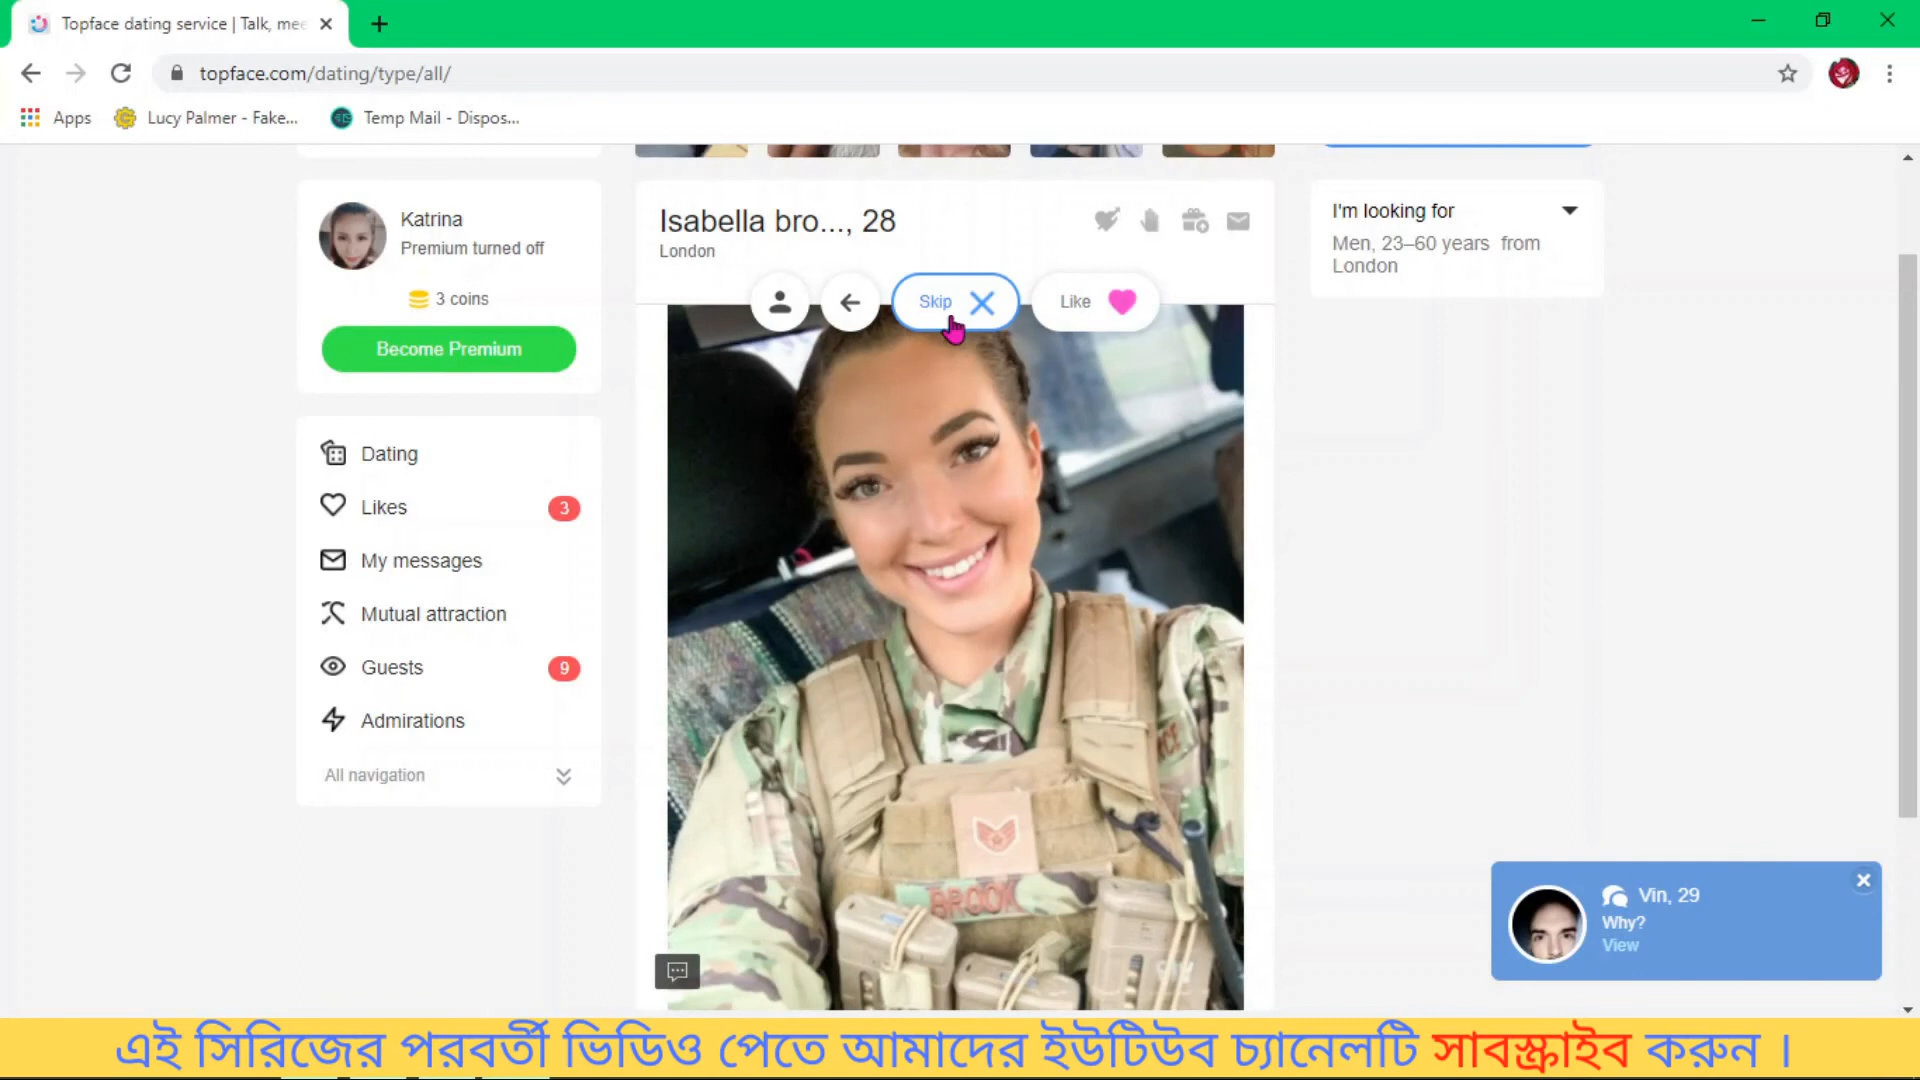 Topface dating service | Talk, mee
topface.com/dating/type/all/
Apps
Lucy Palmer - Fake...
Temp Mail - Dispos...
Katrina
Premium turned off
3 coins
Become Premium
Dating
Likes 3
My messages
Mutual attraction
Guests 9
Admirations
All navigation
Isabella bro..., 28
London
Skip
Like
BROOK
I'm looking for
Men, 23–60 years from
London
Vin, 29
Why?
View
এই সিরিজের পরবর্তী ভিডিও পেতে আমাদের ইউটিউব চ্যানেলটি সাবস্ক্রাইব করুন ।